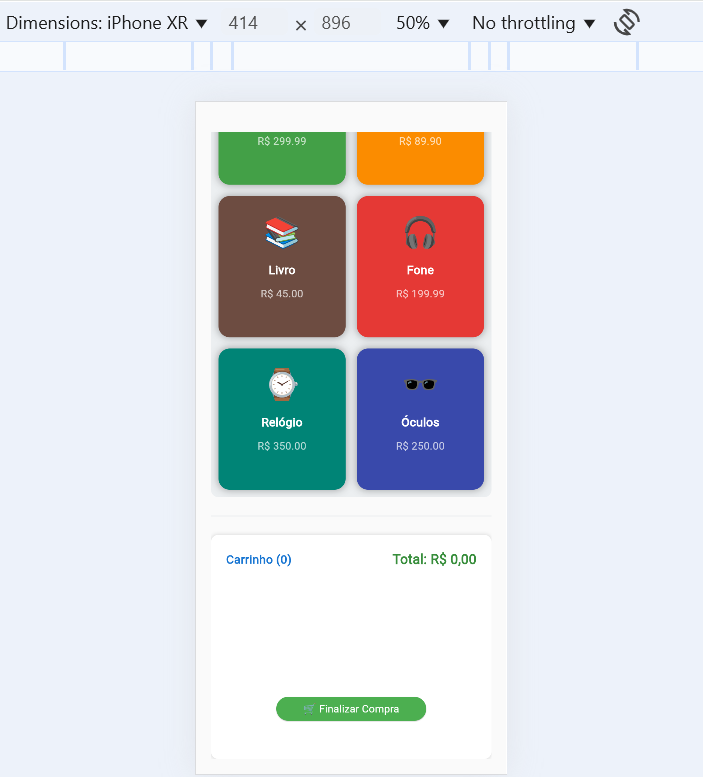 Dimensions: iPhone XR ▼ 414 × 896 50% ▼ No throttling ▼
R$ 299.99 R$ 89.90
Livro Fone
R$ 45.00 R$ 199.99
Relógio Óculos
R$ 350.00 R$ 250.00
Carrinho (0) Total: R$ 0,00
🛒 Finalizar Compra